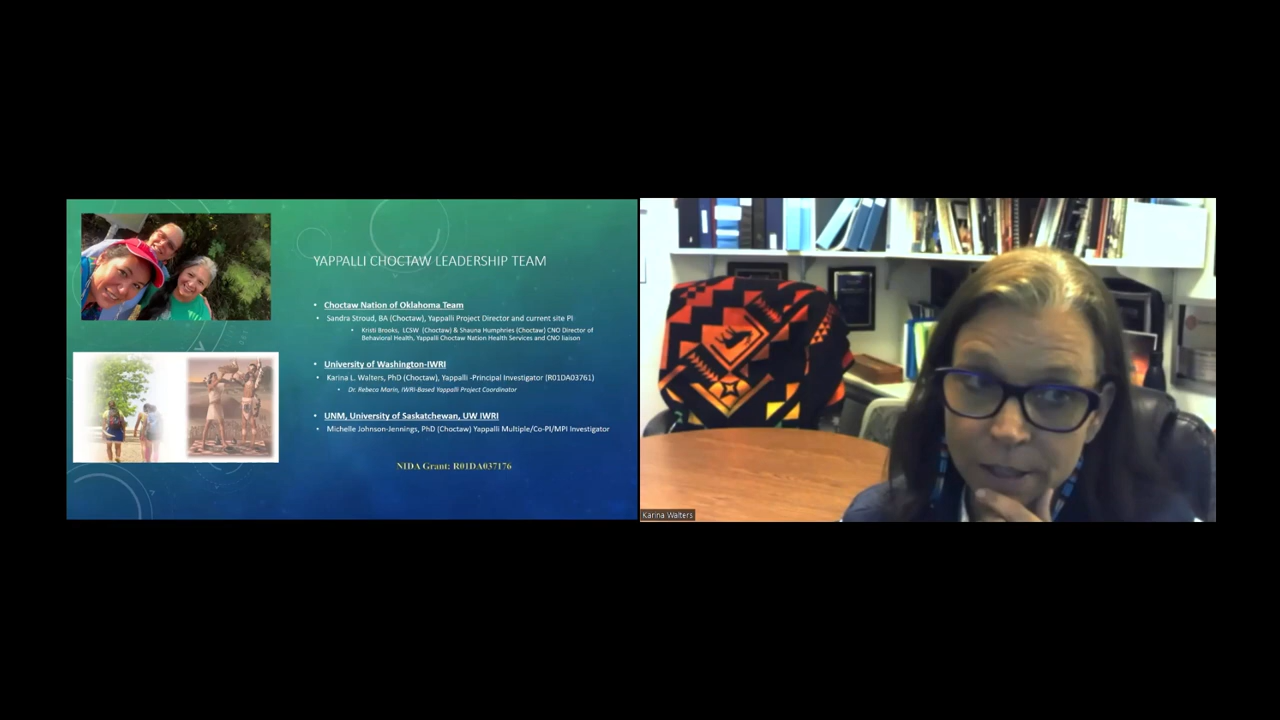 YAPPALLI CHOCTAW LEADERSHIP TEAM
• Choctaw Nation of Oklahoma Team
• Sandra Stroud, BA (Choctaw), Yappalli Project Director and current site PI
• Kristi Brooks, LCSW (Choctaw) & Shauna Humphries (Choctaw) CNO Director of
Behavioral Health, Yappalli Choctaw Nation Health Services and CNO liaison
• University of Washington-IWRI
• Karina L. Walters, PhD (Choctaw), Yappalli -Principal Investigator (R01DA03761)
• Dr. Rebeca Marin, IWRI-Based Yappalli Project Coordinator
• UNM, University of Saskatchewan, UW IWRI
• Michelle Johnson-Jennings, PhD (Choctaw) Yappalli Multiple/Co-PI/MPI Investigator
NIDA Grant: R01DA037176
Karina Walters